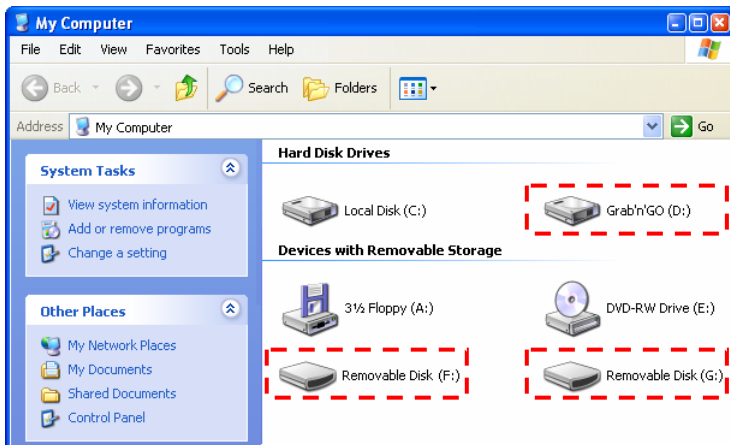 My Computer
File Edit View Favorites Tools Help
Back Search Folders
Address My Computer Go
System Tasks
View system information
Add or remove programs
Change a setting
Other Places
My Network Places
My Documents
Shared Documents
Control Panel
Hard Disk Drives
Local Disk (C:) Grab'n'GO (D:)
Devices with Removable Storage
3½ Floppy (A:) DVD-RW Drive (E:)
Removable Disk (F:) Removable Disk (G:)